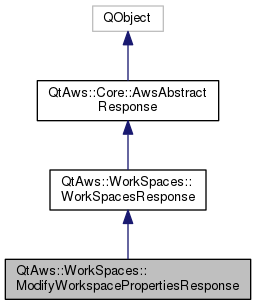 QObject
QtAws::Core::AwsAbstract
Response
QtAws::WorkSpaces::
WorkSpacesResponse
QtAws::WorkSpaces::
ModifyWorkspacePropertiesResponse